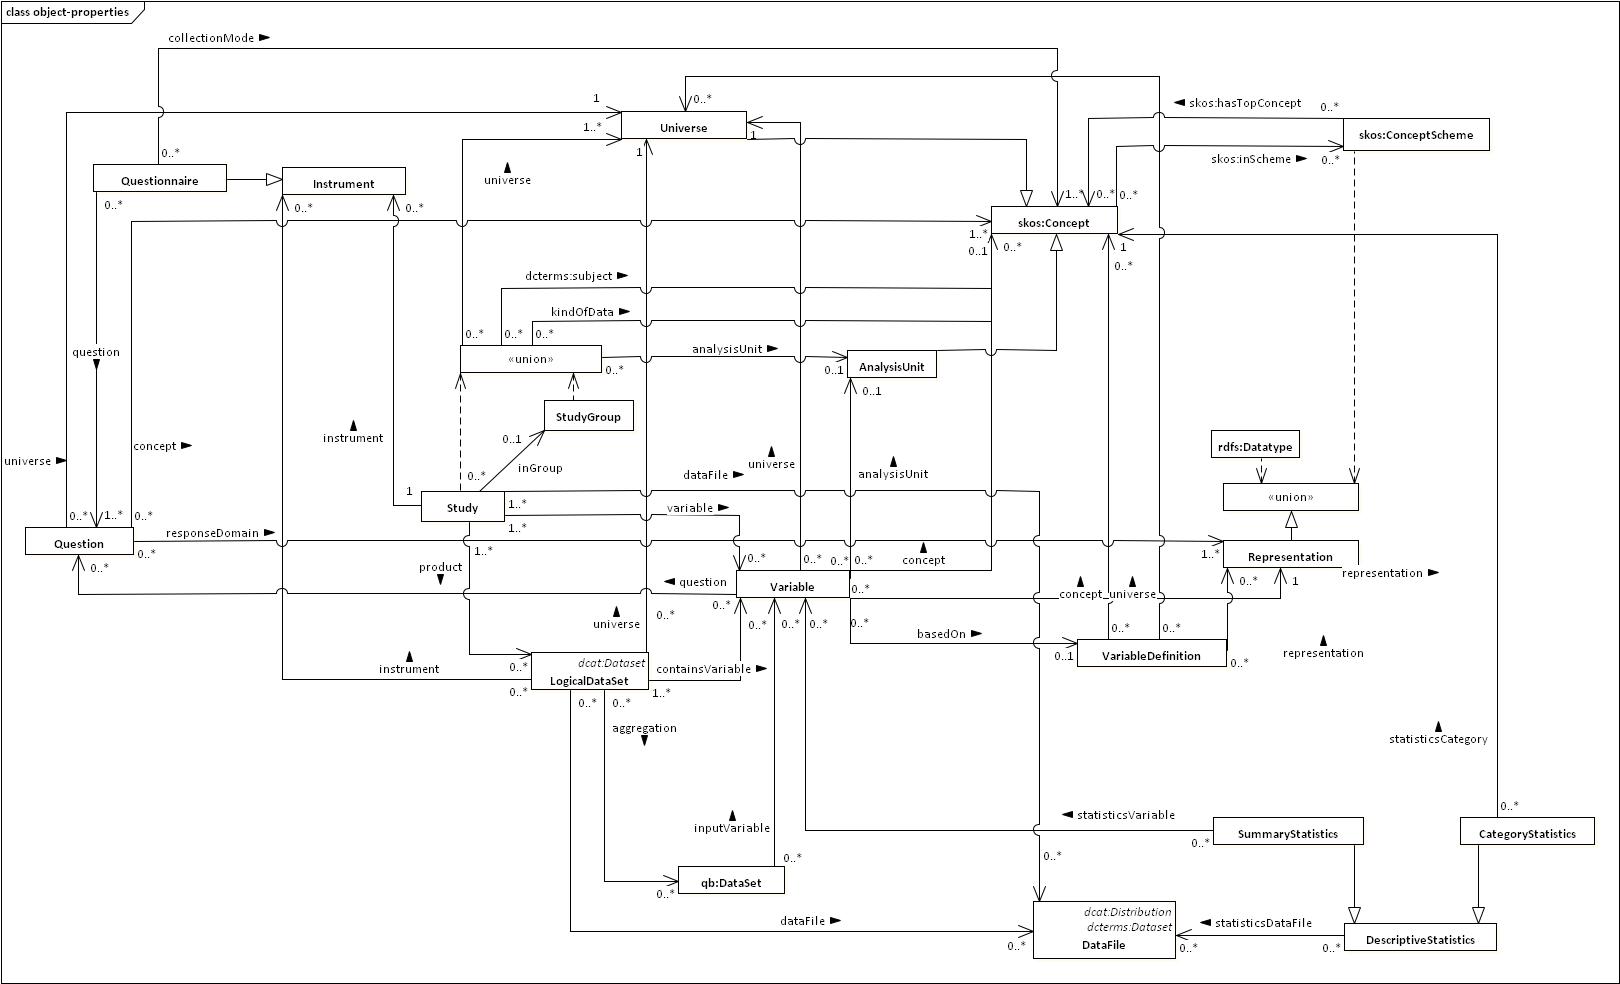 class object-properties
collectionMode ►
1
0..*
◄ skos:hasTopConcept
0..*
1..*
Universe
1
skos:ConceptScheme
0..*
1
universe
skos:inScheme ►
0..*
Questionnaire
Instrument
0..*
0..*
0..*
1..*
0..*
0..*
skos:Concept
1..*
0..1
0..*
1
0..*
dcterms:subject ►
kindOfData ►
0..*
0..*
0..*
question
«union»
analysisUnit ►
0..*
0..1
AnalysisUnit
0..1
StudyGroup
instrument
0..1
concept ►
rdfs:Datatype
universe ►
inGroup
universe
dataFile ►
analysisUnit
0..*
1
Study
1..*
«union»
variable ►
0..*
1..*
0..*
1..*
responseDomain ►
Question
0..*
1..*
0..*
0..*
0..*
0..*
concept
1..*
Representation
0..*
product
◄ question
Variable
0..*
representation ►
0..*
1
concept
universe
0..*
0..*
universe
0..*
0..*
0..*
0..*
0..*
basedOn ►
0..1
0..*
0..*
VariableDefinition
0..*
representation
instrument
0..*
dcat:Dataset
LogicalDataSet
containsVariable ►
0..*
1..*
0..*
0..*
aggregation
statisticsCategory
0..*
inputVariable
◄ statisticsVariable
SummaryStatistics
0..*
CategoryStatistics
0..*
0..*
qb:DataSet
0..*
dataFile ►
0..*
dcat:Distribution
dcterms:Dataset
DataFile
◄ statisticsDataFile
0..*
0..*
DescriptiveStatistics